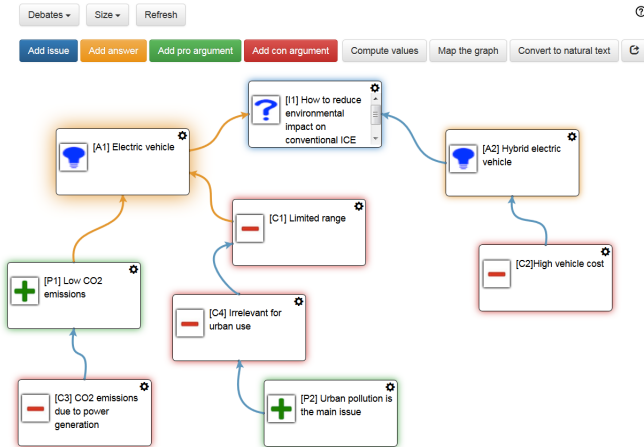 Debates Size Refresh
Add issue Add answer Add pro argument Add con argument Compute values Map the graph Convert to natural text
[I1] How to reduce
environmental
impact on
conventional ICE
[A1] Electric vehicle
[A2] Hybrid electric
vehicle
[C1] Limited range
[C2]High vehicle cost
[P1] Low CO2
emissions
[C4] Irrelevant for
urban use
[C3] CO2 emissions
due to power
generation
[P2] Urban pollution is
the main issue